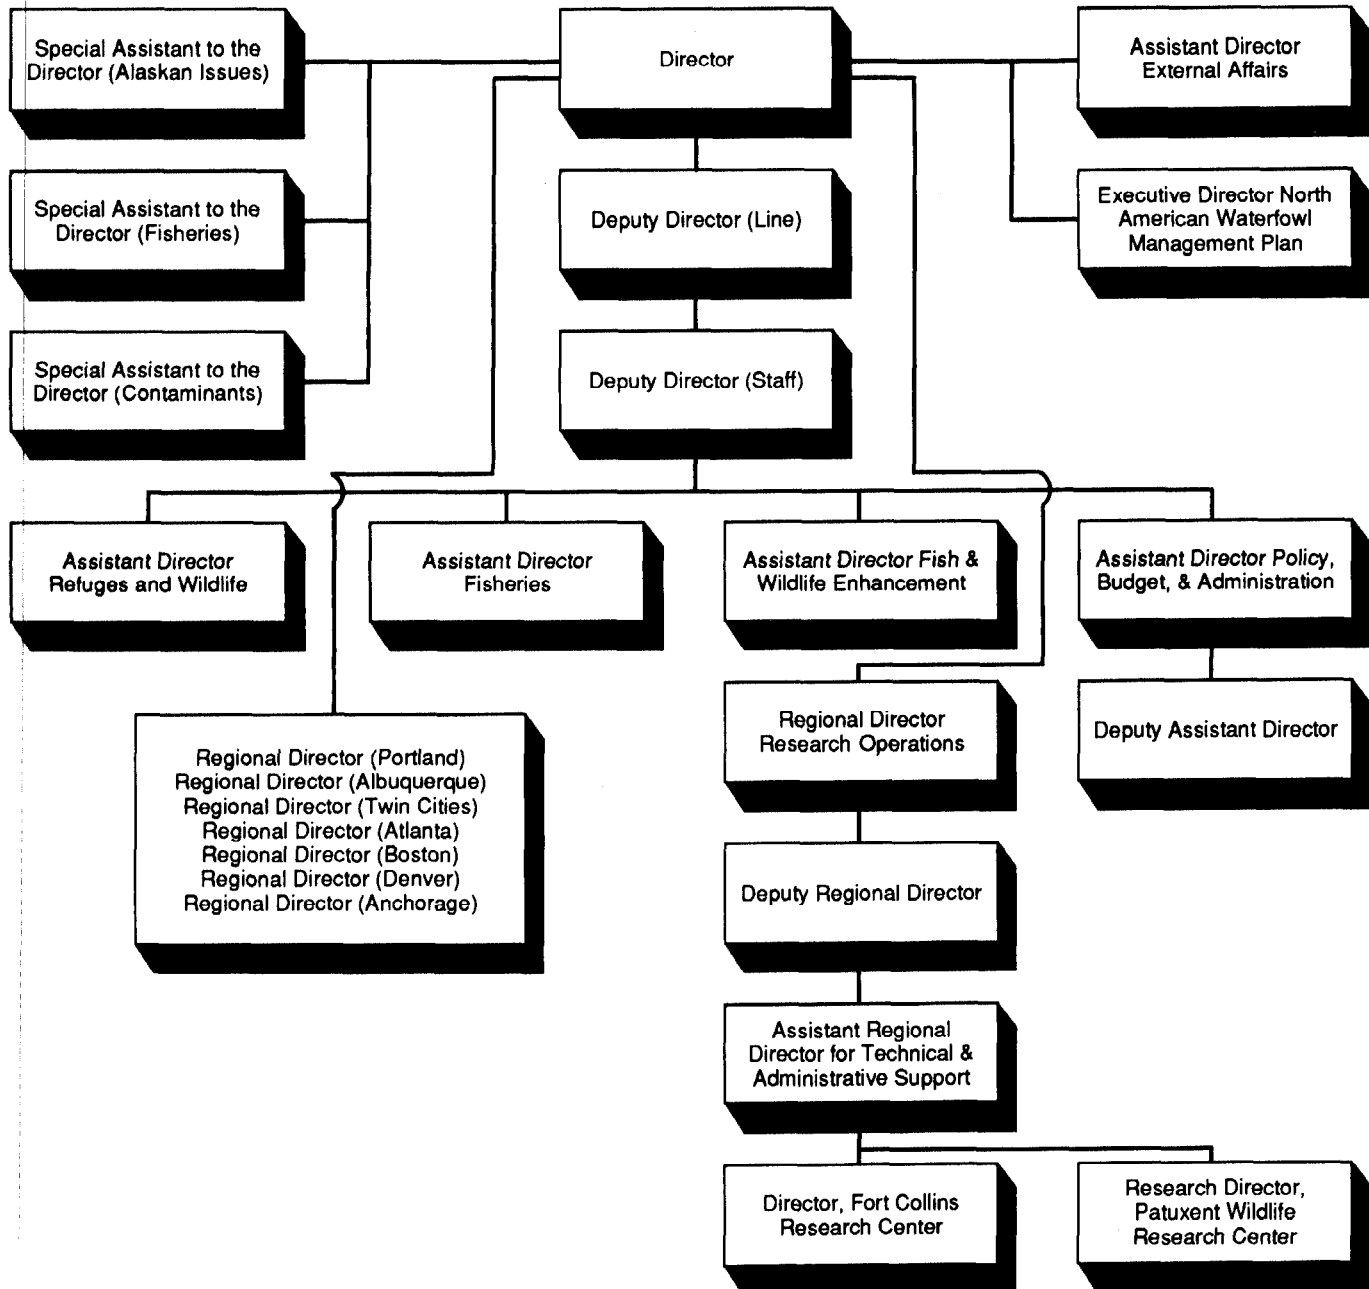 Special Assistant to the
Director (Alaskan Issues)
Director
Assistant Director
External Affairs
Special Assistant to the
Director (Fisheries)
Deputy Director (Line)
Executive Director North
American Waterfowl
Management Plan
Special Assistant to the
Director (Contaminants)
Deputy Director (Staff)
Assistant Director
Refuges and Wildlife
Assistant Director
Fisheries
Assistant Director Fish &
Wildlife Enhancement
Assistant Director Policy,
Budget, & Administration
Regional Director
Research Operations
Deputy Assistant Director
Regional Director (Portland)
Regional Director (Albuquerque)
Regional Director (Twin Cities)
Regional Director (Atlanta)
Regional Director (Boston)
Regional Director (Denver)
Regional Director (Anchorage)
Deputy Regional Director
Assistant Regional
Director for Technical &
Administrative Support
Director, Fort Collins
Research Center
Research Director,
Patuxent Wildlife
Research Center